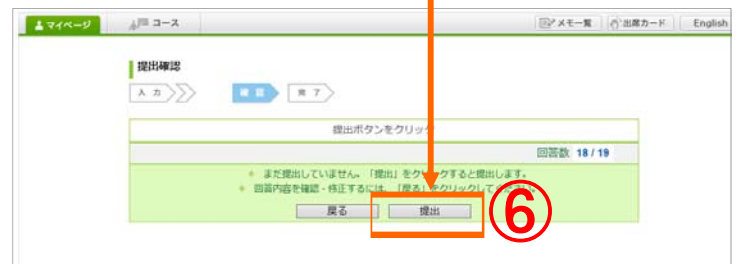 マイページ コース メモ一覧 出席カード English
提出確認
入力 確認 完了
提出ボタンをクリック
回答数 18 / 19
まだ提出していません。「提出」をクリックすると提出します。
回答内容を確認・修正するには、「戻る」をクリックしてください。
戻る 提出 ⑥